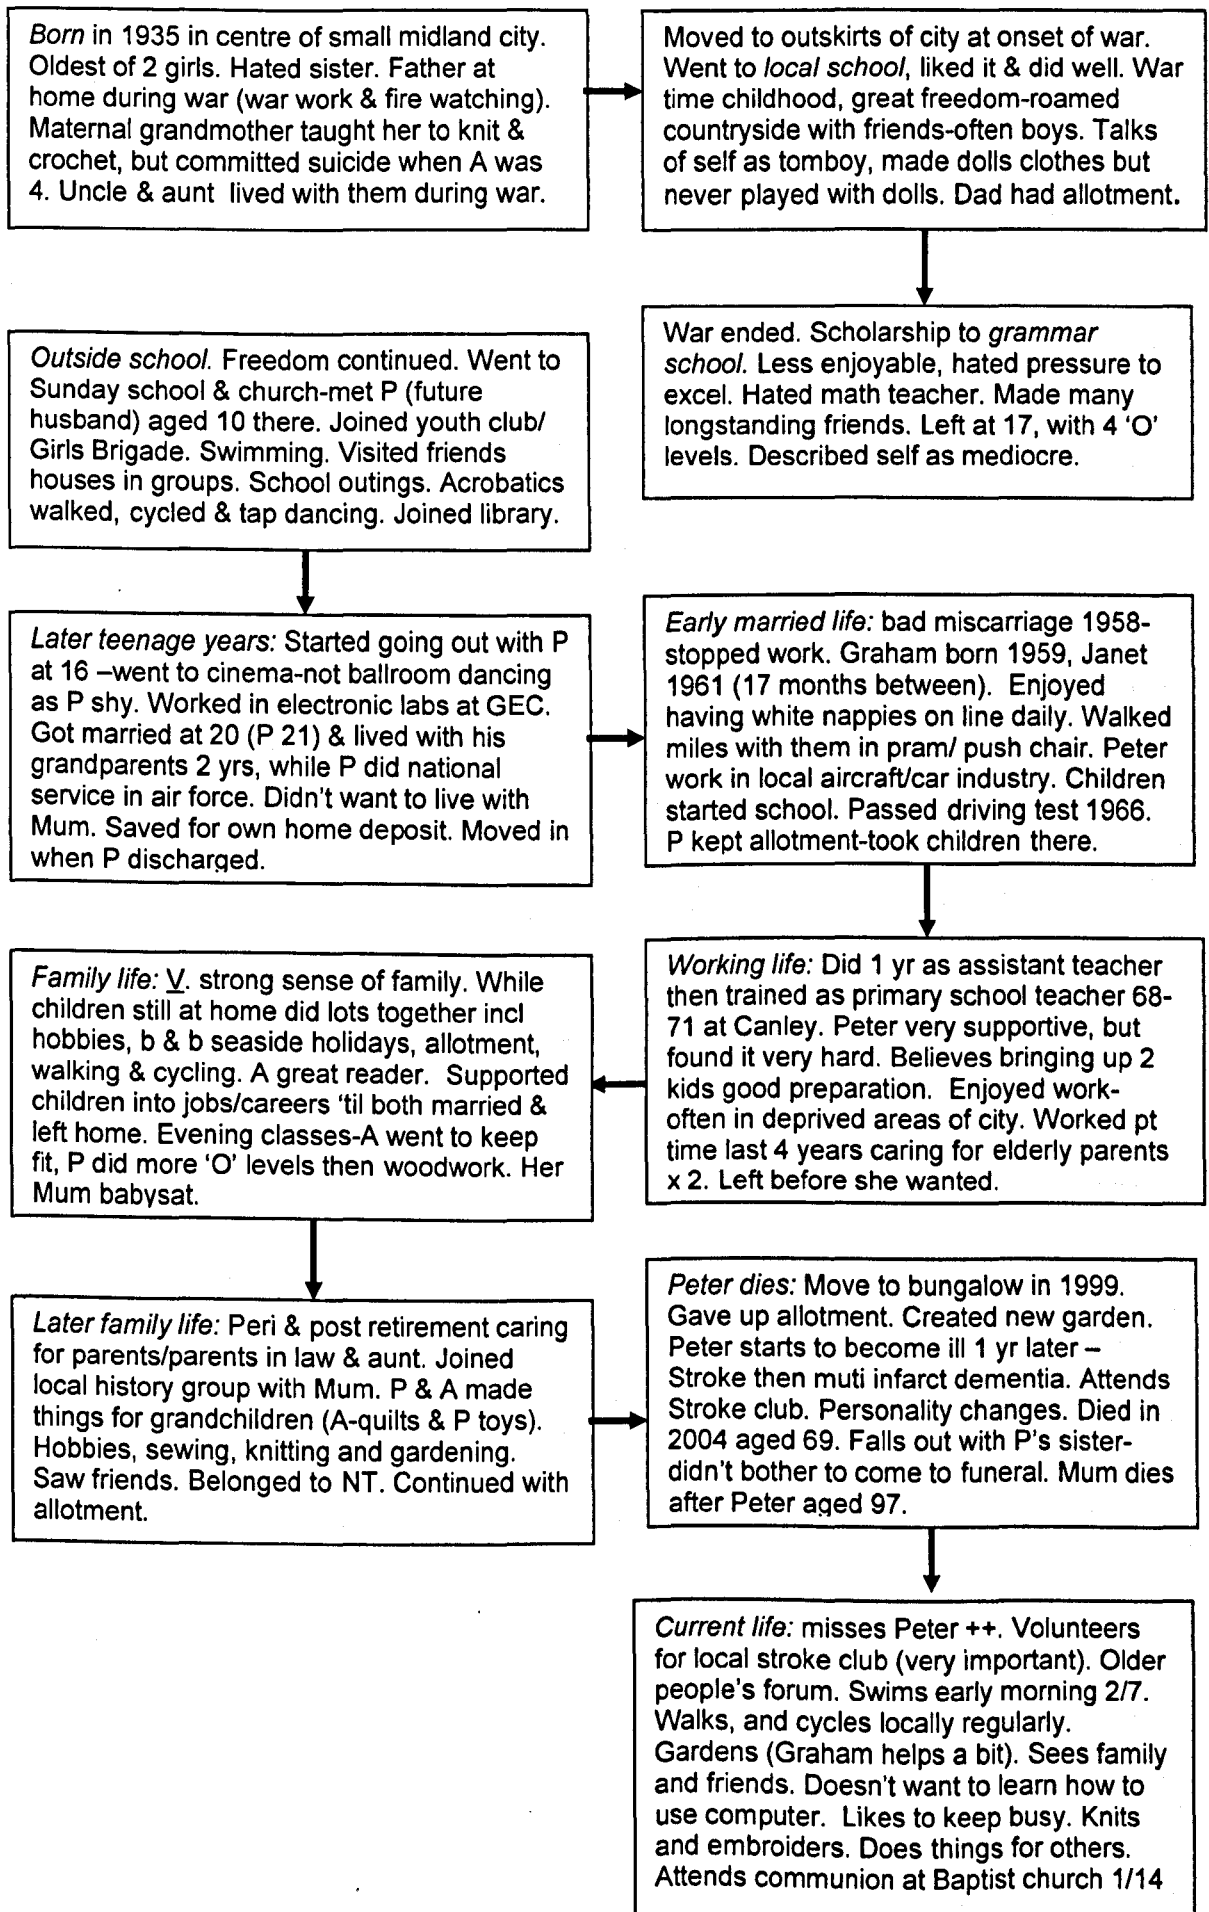 Born in 1935 in centre of small midland city.
Oldest of 2 girls. Hated sister. Father at
home during war (war work & fire watching).
Maternal grandmother taught her to knit &
crochet, but committed suicide when A was
4. Uncle & aunt lived with them during war.
Moved to outskirts of city at onset of war.
Went to local school, liked it & did well. War
time childhood, great freedom-roamed
countryside with friends-often boys. Talks
of self as tomboy, made dolls clothes but
never played with dolls. Dad had allotment.
War ended. Scholarship to grammar
school. Less enjoyable, hated pressure to
excel. Hated math teacher. Made many
longstanding friends. Left at 17, with 4 'O'
levels. Described self as mediocre.
Outside school. Freedom continued. Went to
Sunday school & church-met P (future
husband) aged 10 there. Joined youth club/
Girls Brigade. Swimming. Visited friends
houses in groups. School outings. Acrobatics
walked, cycled & tap dancing. Joined library.
Later teenage years: Started going out with P
at 16 –went to cinema-not ballroom dancing
as P shy. Worked in electronic labs at GEC.
Got married at 20 (P 21) & lived with his
grandparents 2 yrs, while P did national
service in air force. Didn't want to live with
Mum. Saved for own home deposit. Moved in
when P discharged.
Early married life: bad miscarriage 1958-
stopped work. Graham born 1959, Janet
1961 (17 months between). Enjoyed
having white nappies on line daily. Walked
miles with them in pram/ push chair. Peter
work in local aircraft/car industry. Children
started school. Passed driving test 1966.
P kept allotment-took children there.
Working life: Did 1 yr as assistant teacher
then trained as primary school teacher 68-
71 at Canley. Peter very supportive, but
found it very hard. Believes bringing up 2
kids good preparation. Enjoyed work-
often in deprived areas of city. Worked pt
time last 4 years caring for elderly parents
x 2. Left before she wanted.
Family life: V. strong sense of family. While
children still at home did lots together incl
hobbies, b & b seaside holidays, allotment,
walking & cycling. A great reader. Supported
children into jobs/careers 'til both married &
left home. Evening classes-A went to keep
fit, P did more 'O' levels then woodwork. Her
Mum babysat.
Later family life: Peri & post retirement caring
for parents/parents in law & aunt. Joined
local history group with Mum. P & A made
things for grandchildren (A-quilts & P toys).
Hobbies, sewing, knitting and gardening.
Saw friends. Belonged to NT. Continued with
allotment.
Peter dies: Move to bungalow in 1999.
Gave up allotment. Created new garden.
Peter starts to become ill 1 yr later –
Stroke then muti infarct dementia. Attends
Stroke club. Personality changes. Died in
2004 aged 69. Falls out with P's sister-
didn't bother to come to funeral. Mum dies
after Peter aged 97.
Current life: misses Peter ++. Volunteers
for local stroke club (very important). Older
people's forum. Swims early morning 2/7.
Walks, and cycles locally regularly.
Gardens (Graham helps a bit). Sees family
and friends. Doesn't want to learn how to
use computer. Likes to keep busy. Knits
and embroiders. Does things for others.
Attends communion at Baptist church 1/14